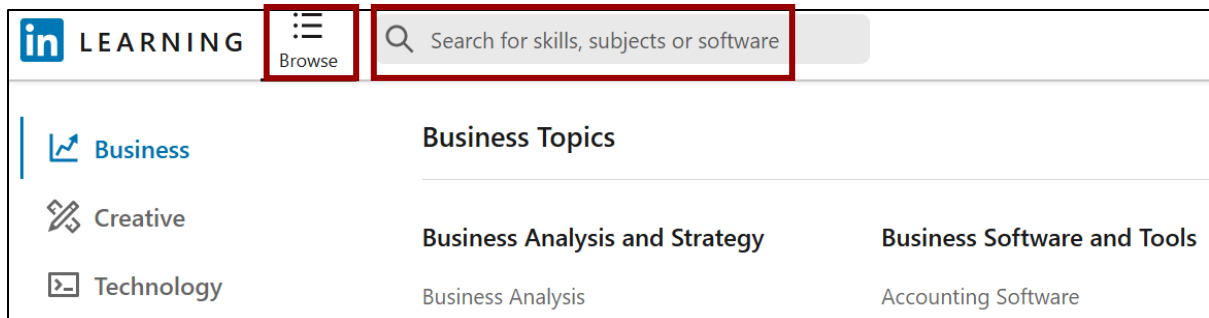 in LEARNING
Browse
Search for skills, subjects or software
Business
Creative
Technology
Business Topics
Business Analysis and Strategy
Business Analysis
Business Software and Tools
Accounting Software